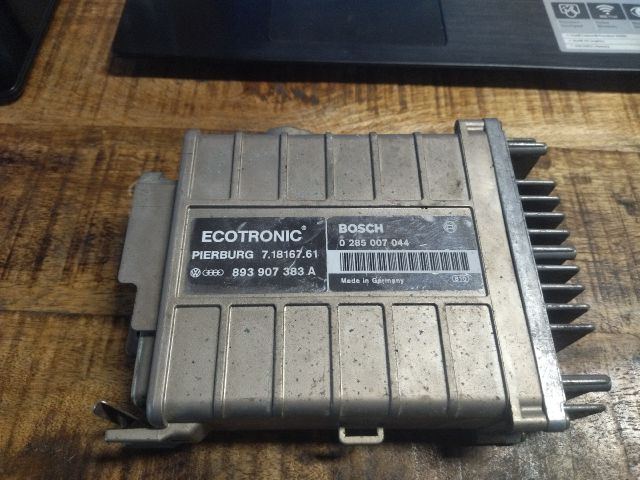 ECOTRONIC®
PIERBURG 7.18167.61
893 907 383 A
BOSCH
0 285 007 044
Made in Germany